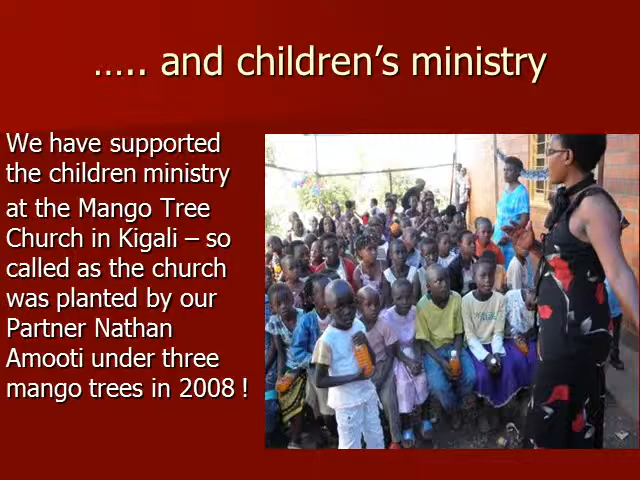 ….. and children’s ministry
We have supported
the children ministry
at the Mango Tree
Church in Kigali – so
called as the church
was planted by our
Partner Nathan
Amooti under three
mango trees in 2008 !